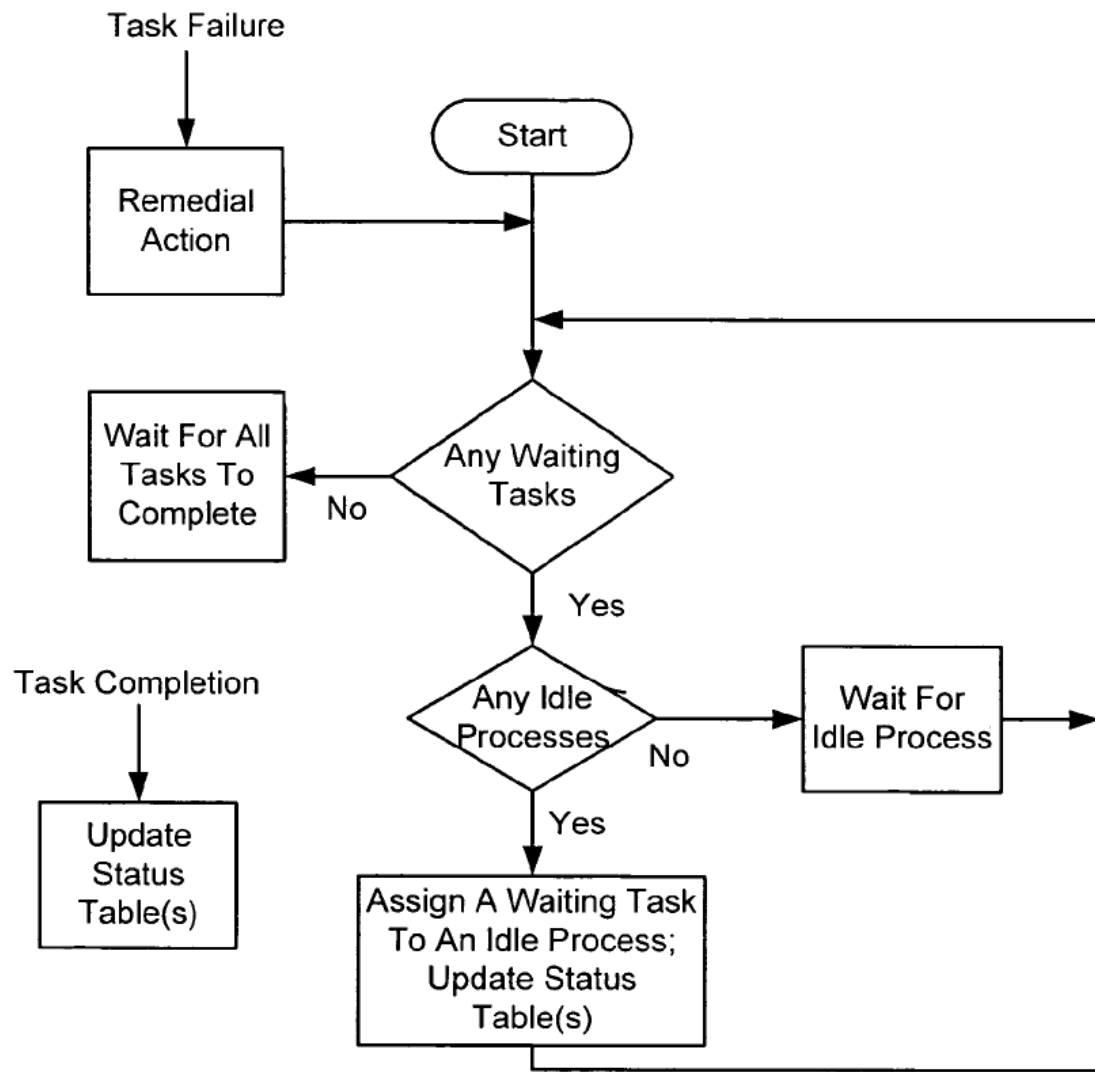 Task Failure
Start
Remedial
Action
Wait For All
Tasks To
Complete
No
Any Waiting
Tasks
Yes
Task Completion
Any Idle
Processes
No
Wait For
Idle Process
Yes
Update
Status
Table(s)
Assign A Waiting Task
To An Idle Process;
Update Status
Table(s)